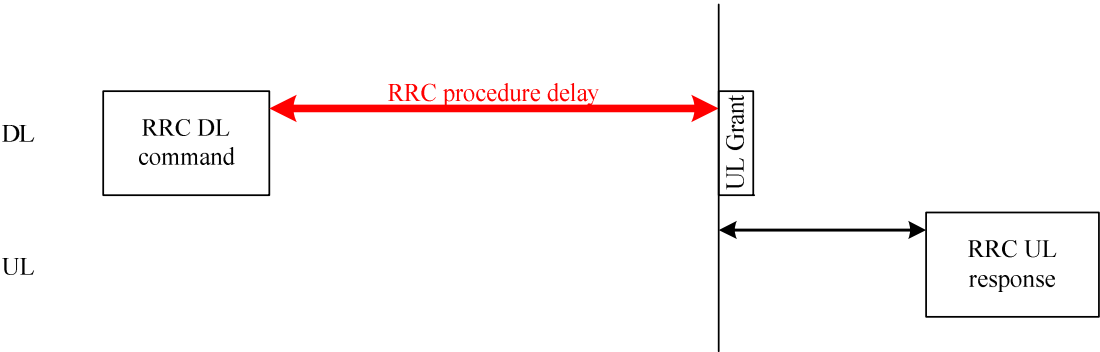 RRC procedure delay
DL
RRC DL
command
UL Grant
UL
RRC UL
response